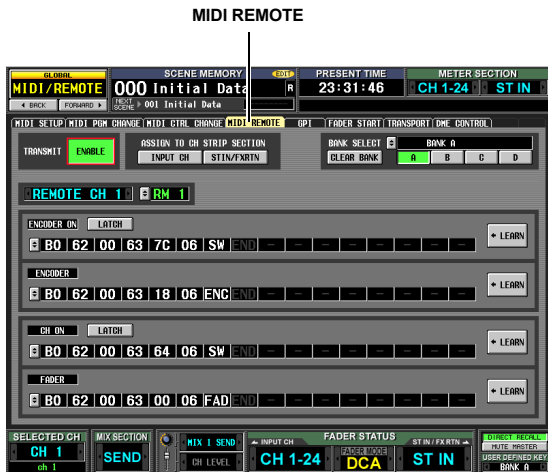 MIDI REMOTE
GLOBAL
MIDI/REMOTE
BACK FORWARD
SCENE MEMORY EDIT
000 Initial Data R
NEXT SCENE 001 Initial Data
PRESENT TIME
23:31:46
METER SECTION
CH 1-24 ST IN
MIDI SETUP MIDI PGM CHANGE MIDI CTRL CHANGE MIDI REMOTE GPI FADER START TRANSPORT DME CONTROL
TRANSMIT ENABLE
ASSIGN TO CH STRIP SECTION
INPUT CH STIN/FXRTN
BANK SELECT BANK A
CLEAR BANK A B C D
REMOTE CH 1 RM 1
ENCODER ON LATCH
B0 62 00 63 7C 06 SW END - - - - - - - -
LEARN
ENCODER
B0 62 00 63 18 06 ENC END - - - - - - - -
LEARN
CH ON LATCH
B0 62 00 63 64 06 SW END - - - - - - - -
LEARN
FADER
B0 62 00 63 00 06 FAD END - - - - - - - -
LEARN
SELECTED CH
CH 1
ch 1
MIX SECTION
SEND
MIX 1 SEND
CH LEVEL
FADER STATUS
INPUT CH
CH 1-24
FADER MODE
DCA
ST IN / FX RTN
ST IN
DIRECT RECALL
MUTE MASTER
USER DEFINED KEY
BANK A